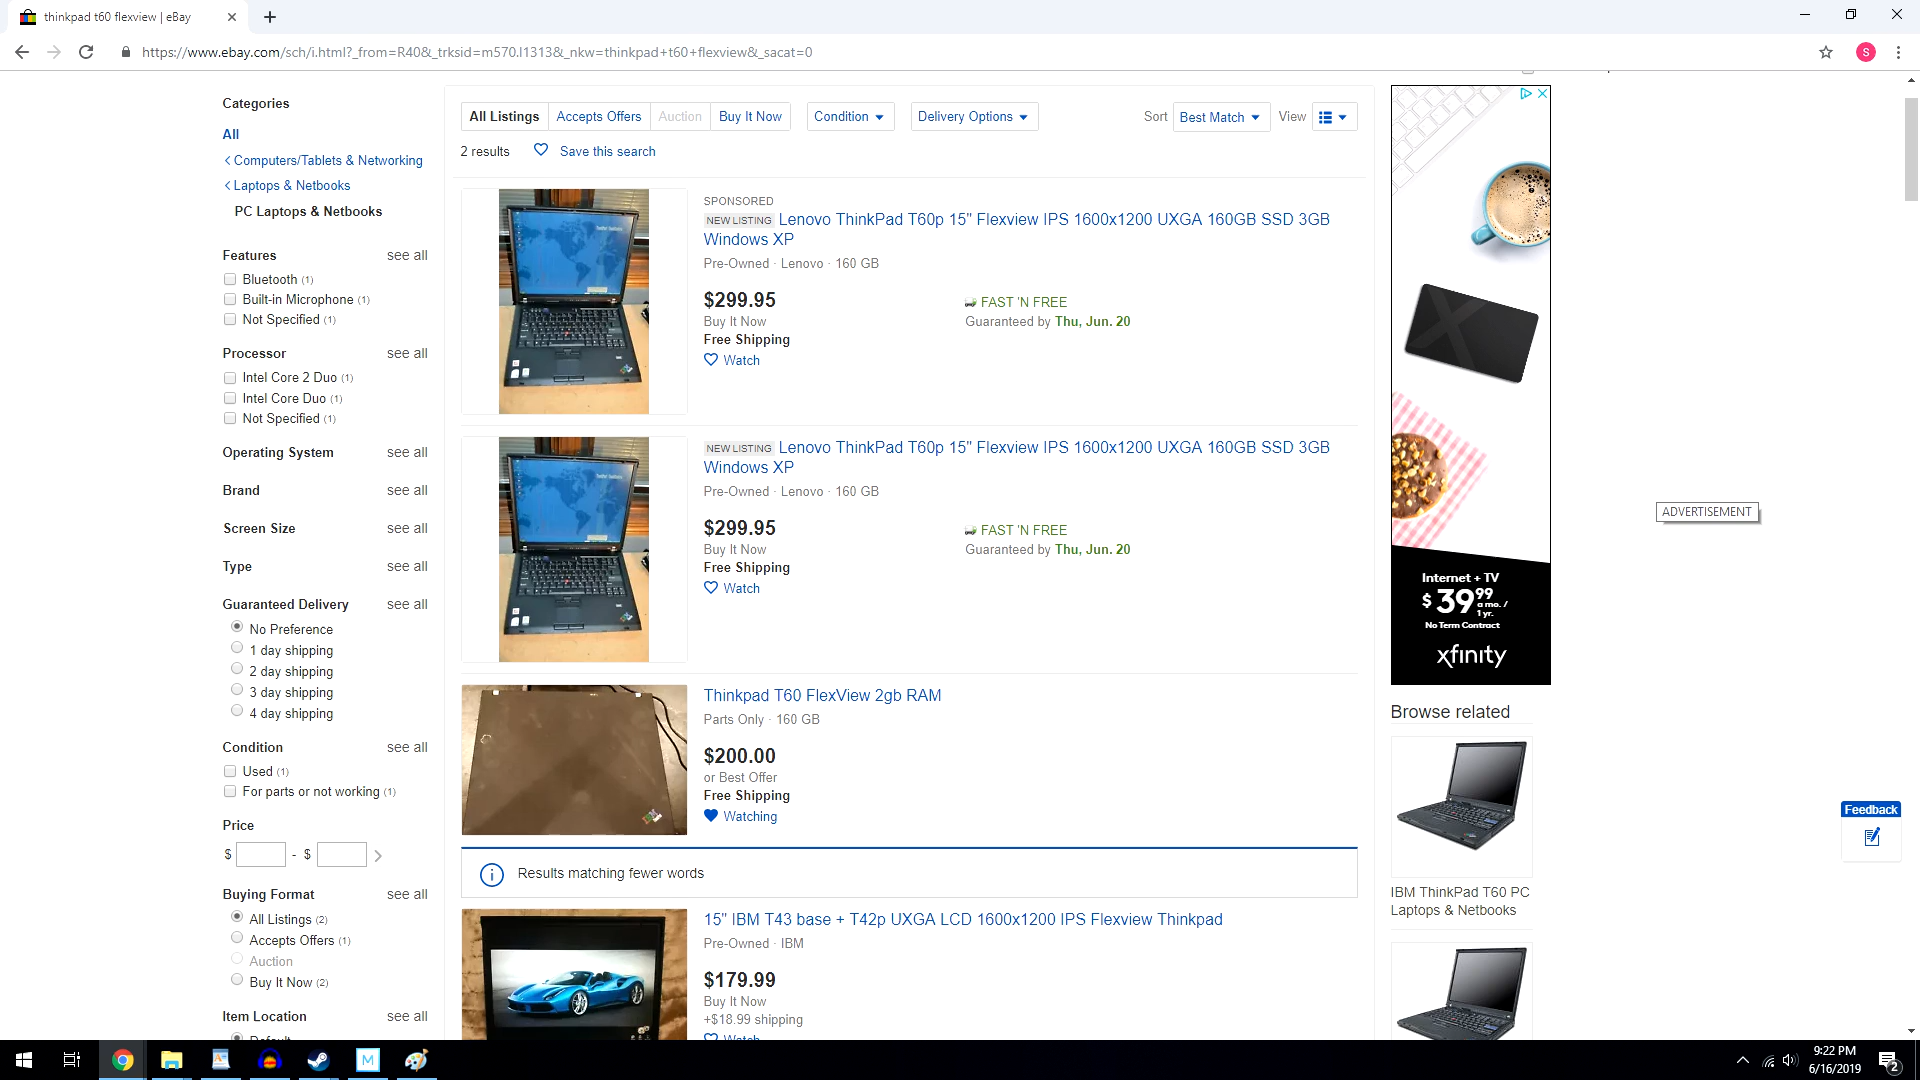 thinkpad t60 flexview | eBay
https://www.ebay.com/sch/i.html?_from=R40&_trksid=m570.l1313&_nkw=thinkpad+t60+flexview&_sacat=0
S
Categories
All
Computers/Tablets & Networking
Laptops & Netbooks
PC Laptops & Netbooks
Features see all
Bluetooth (1)
Built-in Microphone (1)
Not Specified (1)
Processor see all
Intel Core 2 Duo (1)
Intel Core Duo (1)
Not Specified (1)
Operating System see all
Brand see all
Screen Size see all
Type see all
Guaranteed Delivery see all
No Preference
1 day shipping
2 day shipping
3 day shipping
4 day shipping
Condition see all
Used (1)
For parts or not working (1)
Price
$ - $
Buying Format see all
All Listings (2)
Accepts Offers (1)
Auction
Buy It Now (2)
Item Location see all
Default
All Listings Accepts Offers Auction Buy It Now Condition Delivery Options Sort Best Match View
2 results Save this search
SPONSORED
NEW LISTING Lenovo ThinkPad T60p 15" Flexview IPS 1600x1200 UXGA 160GB SSD 3GB
Windows XP
Pre-Owned · Lenovo · 160 GB
$299.95 FAST 'N FREE
Buy It Now Guaranteed by Thu, Jun. 20
Free Shipping
Watch
NEW LISTING Lenovo ThinkPad T60p 15" Flexview IPS 1600x1200 UXGA 160GB SSD 3GB
Windows XP
Pre-Owned · Lenovo · 160 GB
$299.95 FAST 'N FREE
Buy It Now Guaranteed by Thu, Jun. 20
Free Shipping
Watch
Thinkpad T60 FlexView 2gb RAM
Parts Only · 160 GB
$200.00
or Best Offer
Free Shipping
Watching
Results matching fewer words
15" IBM T43 base + T42p UXGA LCD 1600x1200 IPS Flexview Thinkpad
Pre-Owned · IBM
$179.99
Buy It Now
+$18.99 shipping
Watch
Internet + TV
$39.99 a mo. /
1 yr.
No Term Contract
xfinity
ADVERTISEMENT
Browse related
IBM ThinkPad T60 PC
Laptops & Netbooks
Feedback
M
9:22 PM
6/16/2019
2